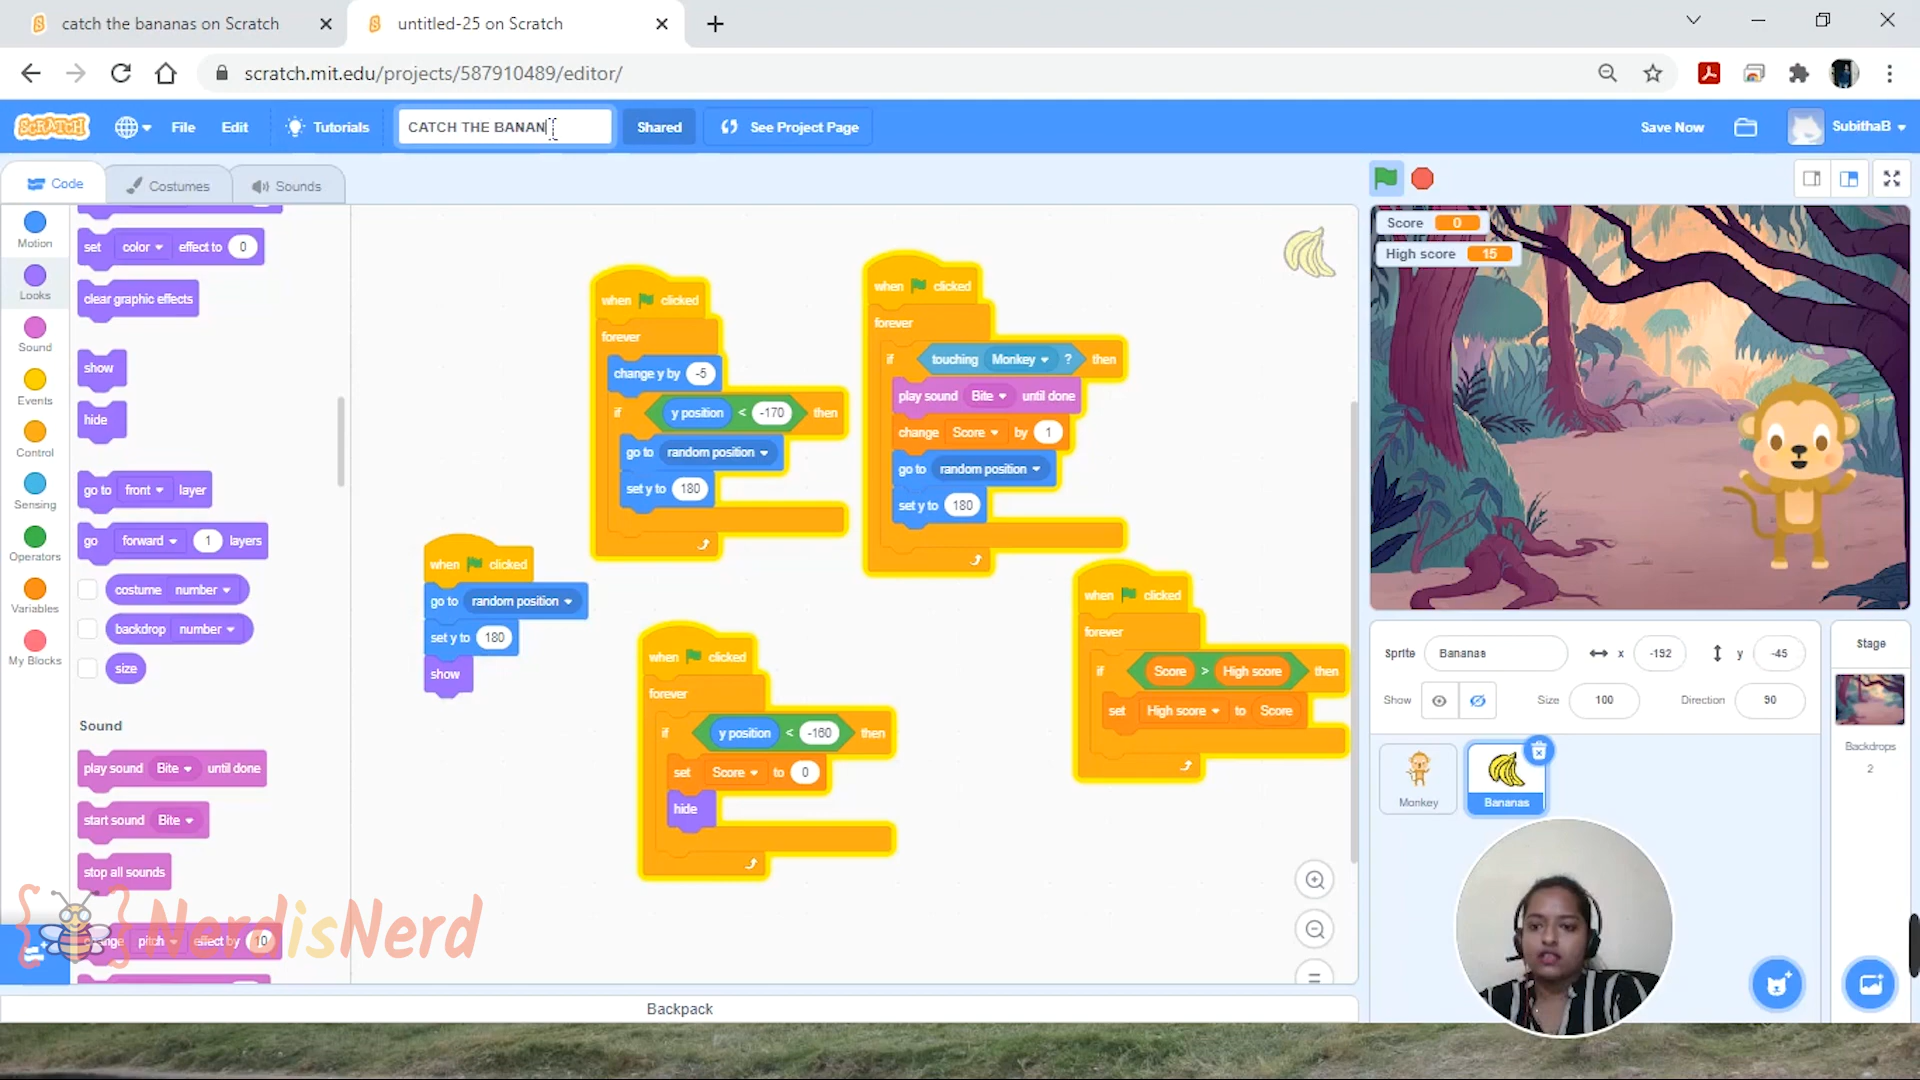 catch the bananas on Scratch
untitled-25 on Scratch
scratch.mit.edu/projects/587910489/editor/
SCRATCH
File
Edit
Tutorials
CATCH THE BANAN
Shared
See Project Page
Save Now
SubithaB
Code
Costumes
Sounds
Motion
Looks
Sound
Events
Control
Sensing
Operators
Variables
My Blocks
set color effect to 0
clear graphic effects
show
hide
go to front layer
go forward 1 layers
costume number
backdrop number
size
Sound
play sound Bite until done
start sound Bite
stop all sounds
pitch effect by 10
NerdisNerd
when clicked
go to random position
set y to 180
show
when clicked
forever
change y by -5
if y position < -170 then
go to random position
set y to 180
when clicked
forever
if touching Monkey ? then
play sound Bite until done
change Score by 1
go to random position
set y to 180
when clicked
forever
if y position < -160 then
set Score to 0
hide
when clicked
forever
if Score > High score then
set High score to Score
Backpack
Score 0
High score 15
Sprite Bananas x -192 y -45
Show Size 100 Direction 90
Monkey
Bananas
Stage
Backdrops
2